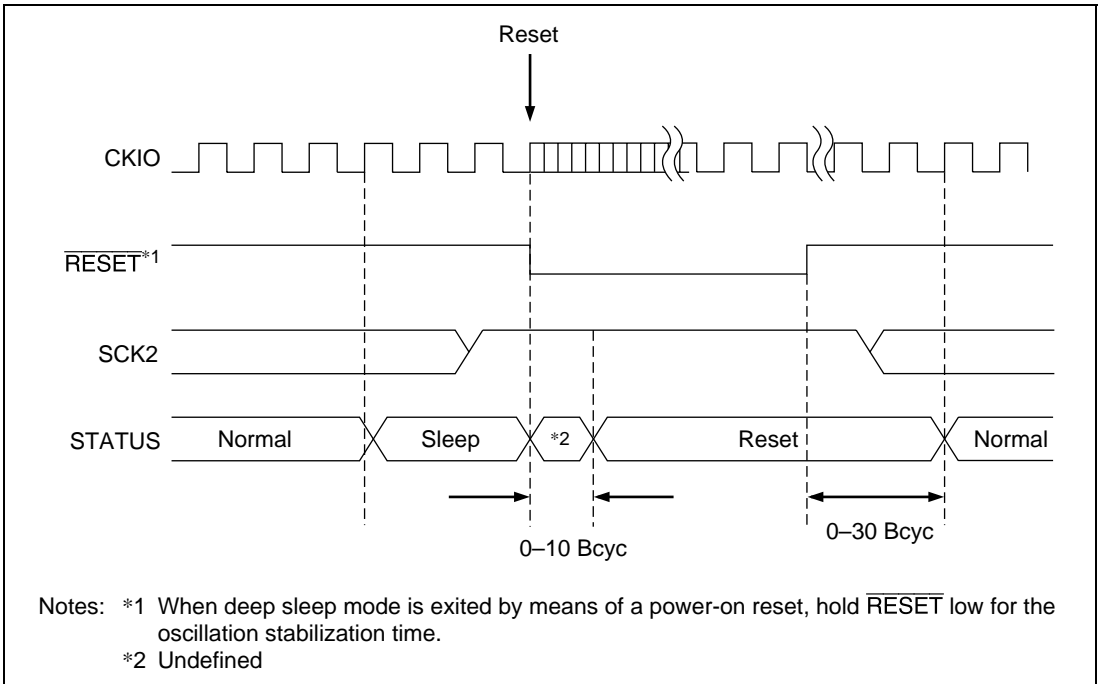 Reset
CKIO
RESET*1
SCK2
STATUS Normal Sleep *2 Reset Normal
0–10 Bcyc 0–30 Bcyc
Notes: *1 When deep sleep mode is exited by means of a power-on reset, hold RESET low for the
oscillation stabilization time.
*2 Undefined